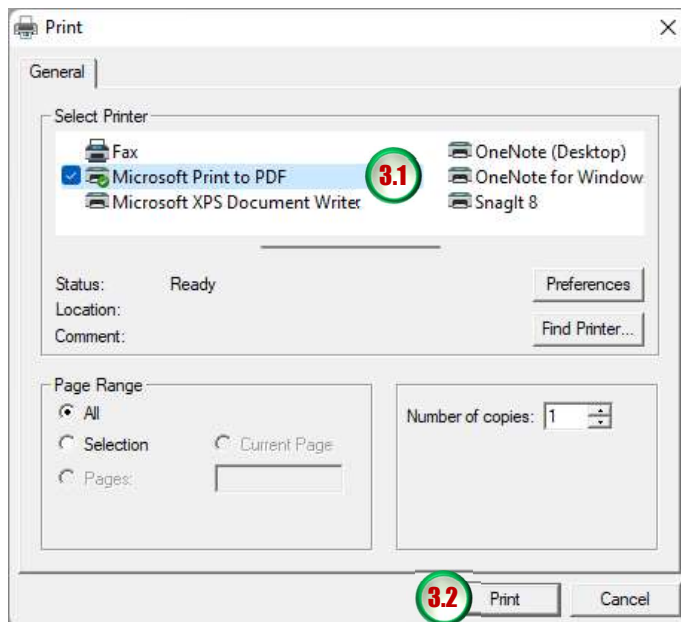 Print
General
Select Printer
Fax
Microsoft Print to PDF
Microsoft XPS Document Writer
3.1
OneNote (Desktop)
OneNote for Window
SnagIt 8
Status: Ready
Location:
Comment:
Preferences
Find Printer...
Page Range
All
Selection Current Page
Pages:
Number of copies: 1
3.2 Print Cancel